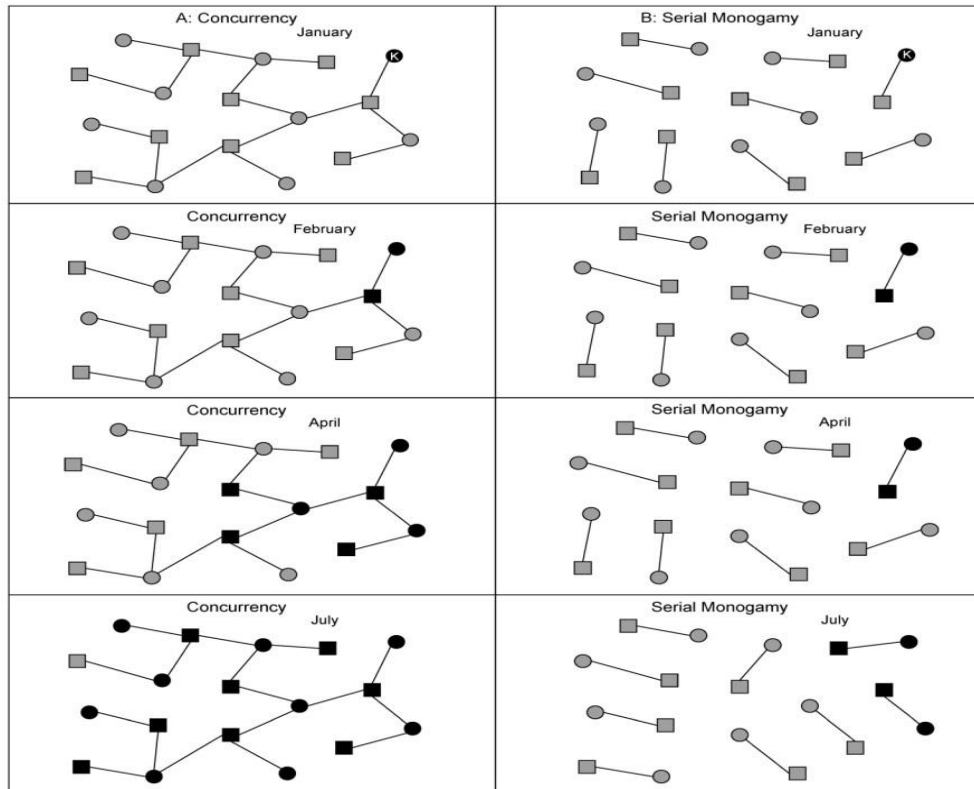 A: Concurrency
January
K
B: Serial Monogamy
January
K
Concurrency
February
Serial Monogamy
February
Concurrency
April
Serial Monogamy
April
Concurrency
July
Serial Monogamy
July